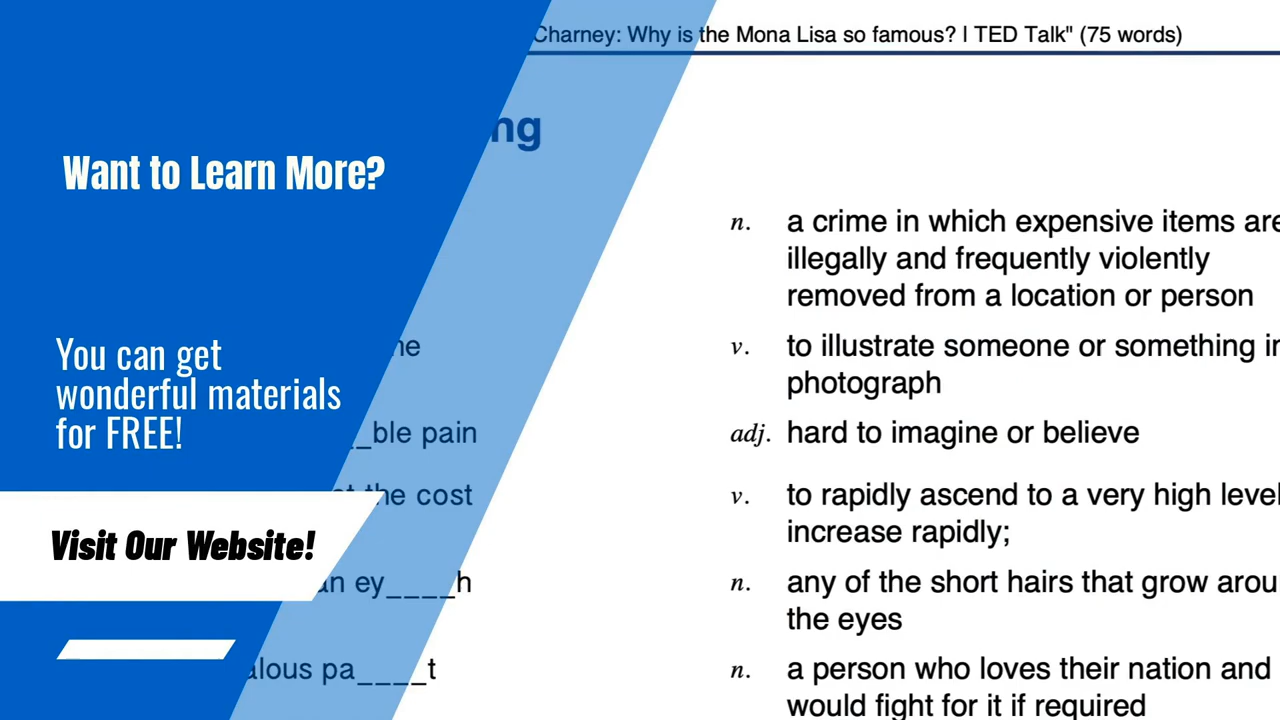 Charney: Why is the Mona Lisa so famous? | TED Talk" (75 words)
ng
Want to Learn More?
You can get
wonderful materials
for FREE!
Visit Our Website!
he
_ble pain
t the cost
an ey____h
alous pa____t
n. a crime in which expensive items are
illegally and frequently violently
removed from a location or person
v. to illustrate someone or something in
photograph
adj. hard to imagine or believe
v. to rapidly ascend to a very high level
increase rapidly;
n. any of the short hairs that grow arou
the eyes
n. a person who loves their nation and
would fight for it if required